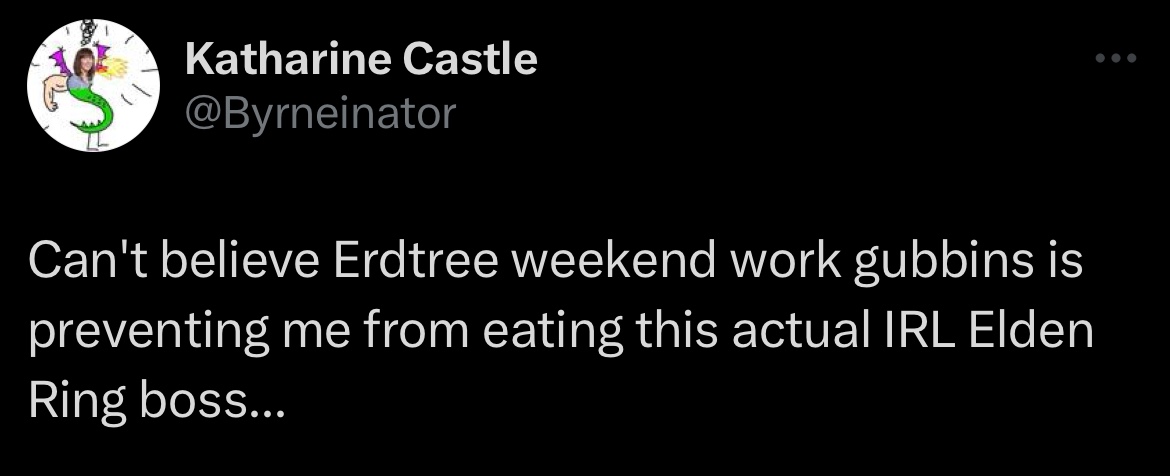 Katharine Castle
@Byrneinator
Can't believe Erdtree weekend work gubbins is
preventing me from eating this actual IRL Elden
Ring boss...